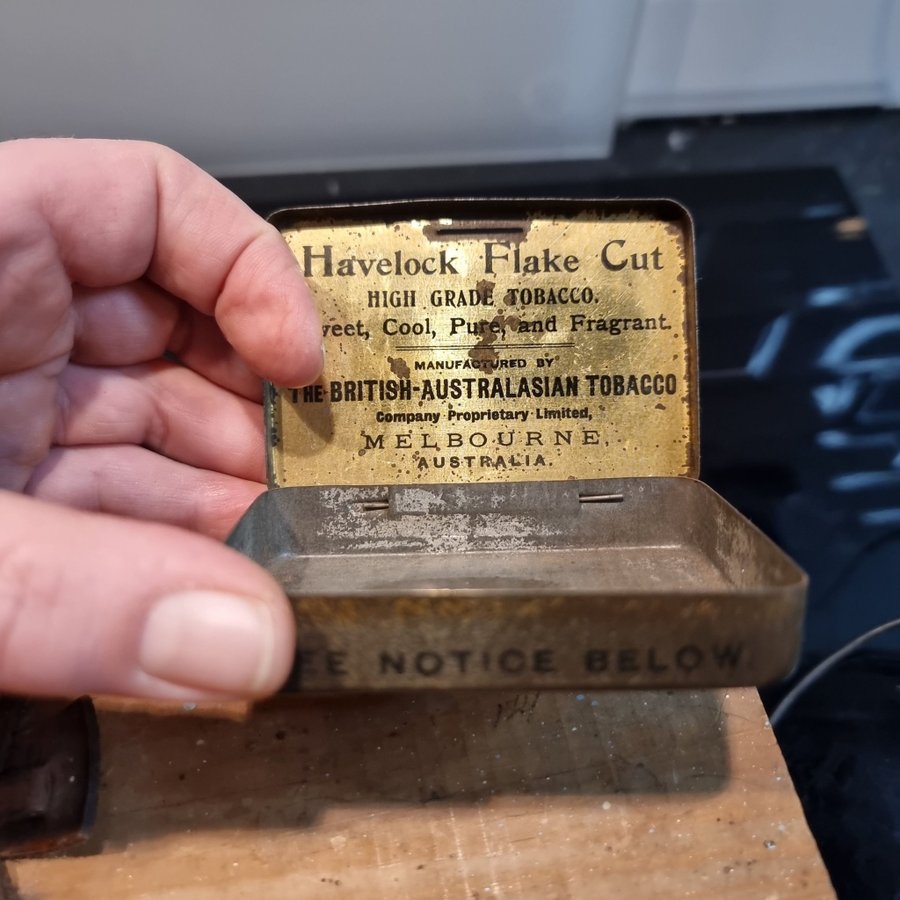 Havelock Flake Cut
HIGH GRADE TOBACCO.
Cool, Pure, and Fragrant.
MANUFACTURED BY
THE BRITISH-AUSTRALASIAN TOBACCO
Company Proprietary Limited,
MELBOURNE,
AUSTRALIA.
NOTICE BELOW.